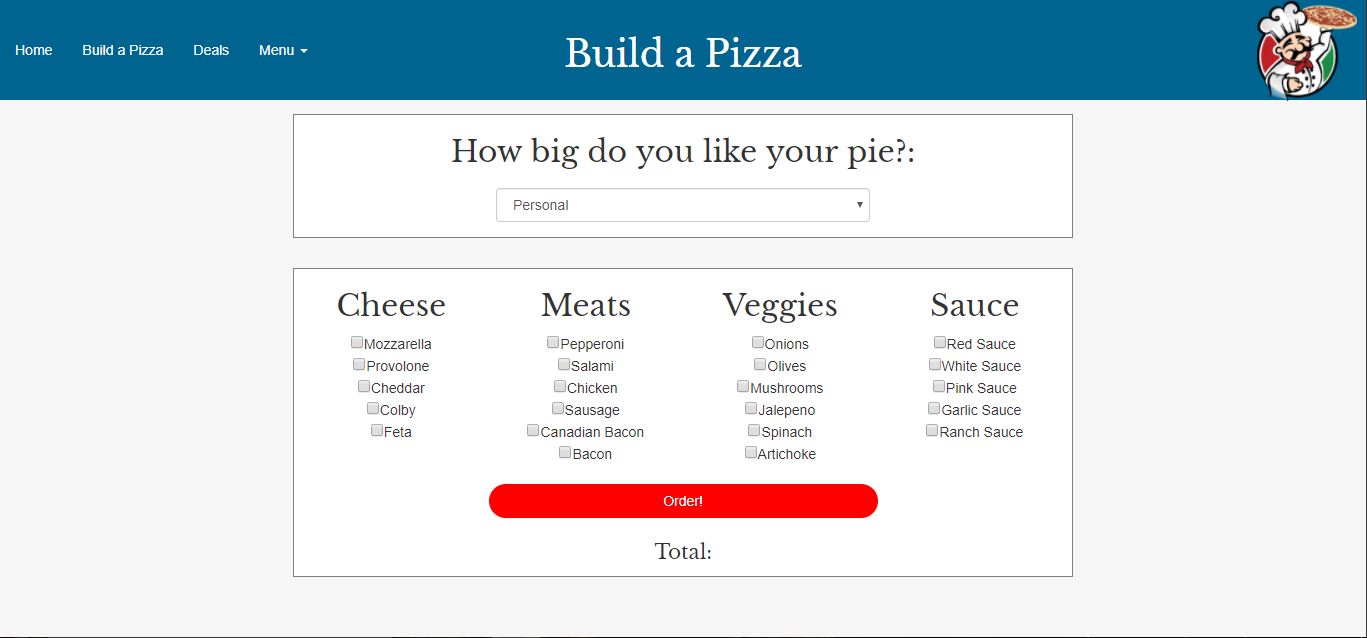 Home Build a Pizza Deals Menu
Build a Pizza
How big do you like your pie?:
Personal
Cheese
Mozzarella
Provolone
Cheddar
Colby
Feta
Meats
Pepperoni
Salami
Chicken
Sausage
Canadian Bacon
Bacon
Veggies
Onions
Olives
Mushrooms
Jalepeno
Spinach
Artichoke
Sauce
Red Sauce
White Sauce
Pink Sauce
Garlic Sauce
Ranch Sauce
Order!
Total: